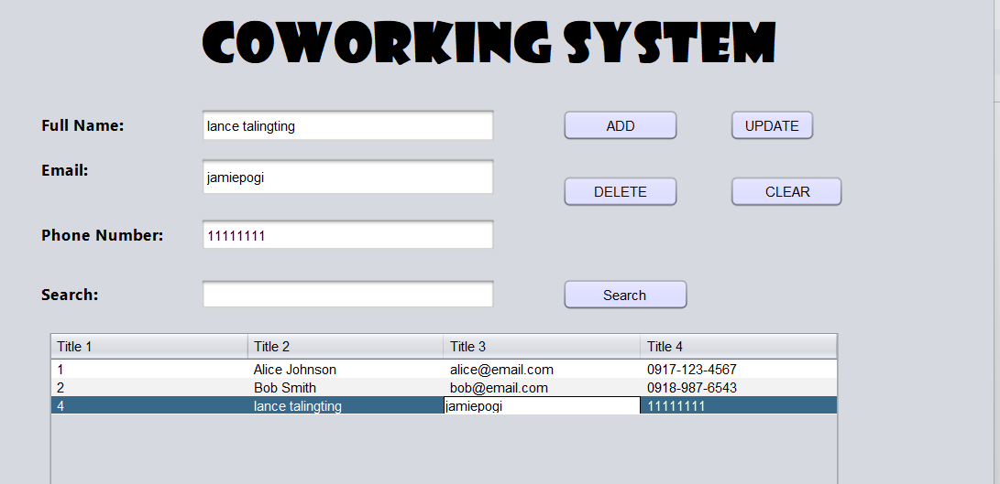 COWORKING SYSTEM
Full Name: lance talingting ADD UPDATE
Email: jamiepogi
DELETE CLEAR
Phone Number: 11111111
Search: Search
Title 1 Title 2 Title 3 Title 4
1 Alice Johnson alice@email.com 0917-123-4567
2 Bob Smith bob@email.com 0918-987-6543
4 lance talingting jamiepogi 11111111